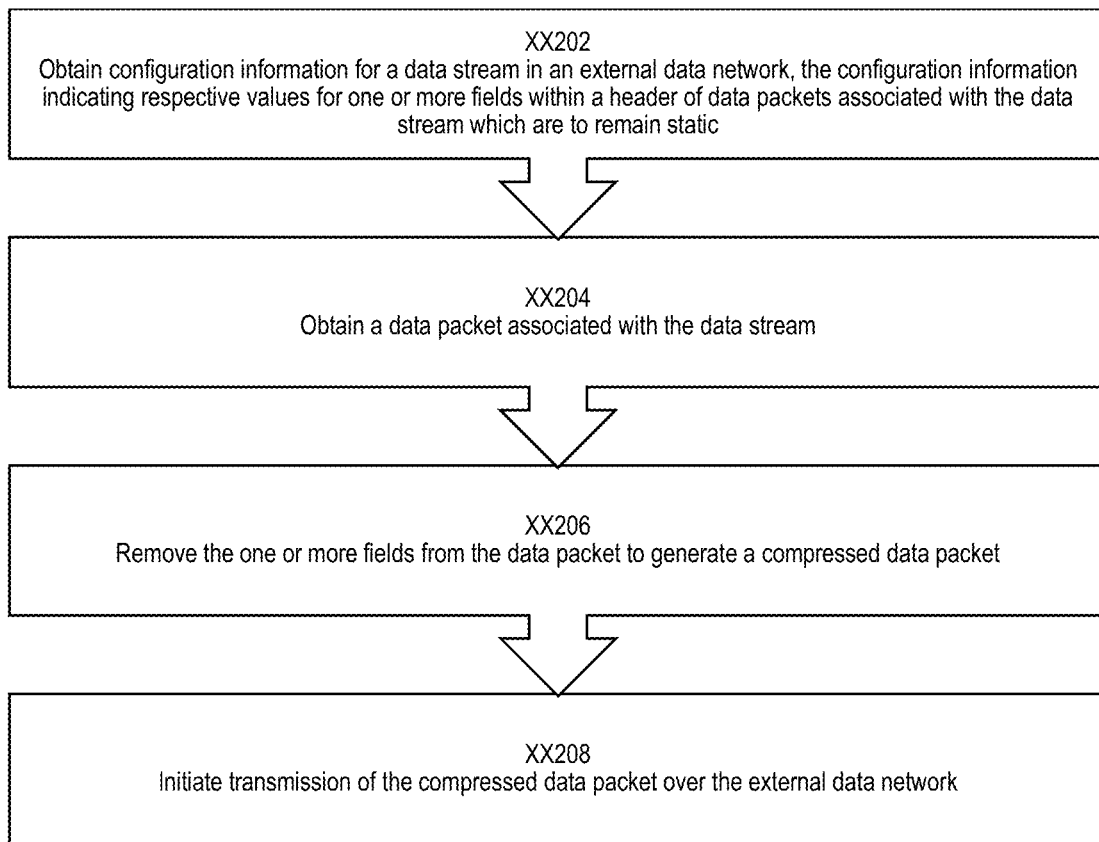 XX202
Obtain configuration information for a data stream in an external data network, the configuration information
indicating respective values for one or more fields within a header of data packets associated with the data
stream which are to remain static
XX204
Obtain a data packet associated with the data stream
XX206
Remove the one or more fields from the data packet to generate a compressed data packet
XX208
Initiate transmission of the compressed data packet over the external data network